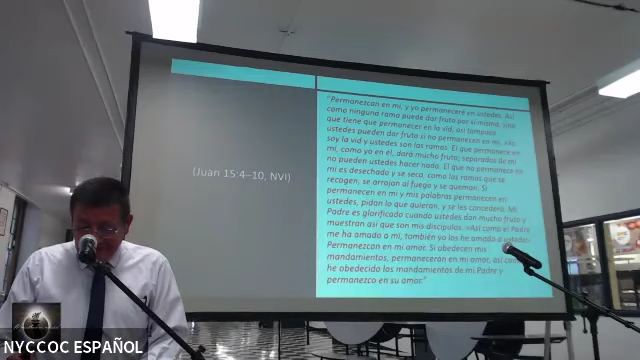 (Juan 15:4–10, NVI)
"Permanezcan en mí, y yo permaneceré en ustedes. Así
como ninguna rama puede dar fruto por sí misma, sino
que tiene que permanecer en la vid, así tampoco
ustedes pueden dar fruto si no permanecen en mí. »Yo
soy la vid y ustedes son las ramas. El que permanece en
mí, como yo en él, dará mucho fruto; separados de mí
no pueden ustedes hacer nada. El que no permanece en
mí es desechado y se seca, como las ramas que se
recogen, se arrojan al fuego y se queman. Si
permanecen en mí y mis palabras permanecen en
ustedes, pidan lo que quieran, y se les concederá. Mi
Padre es glorificado cuando ustedes dan mucho fruto y
muestran así que son mis discípulos. »Así como el Padre
me ha amado a mí, también yo los he amado a ustedes.
Permanezcan en mi amor. Si obedecen mis
mandamientos, permanecerán en mi amor, así como
he obedecido los mandamientos de mi Padre y
permanezco en su amor."
NYCCOC ESPAÑOL